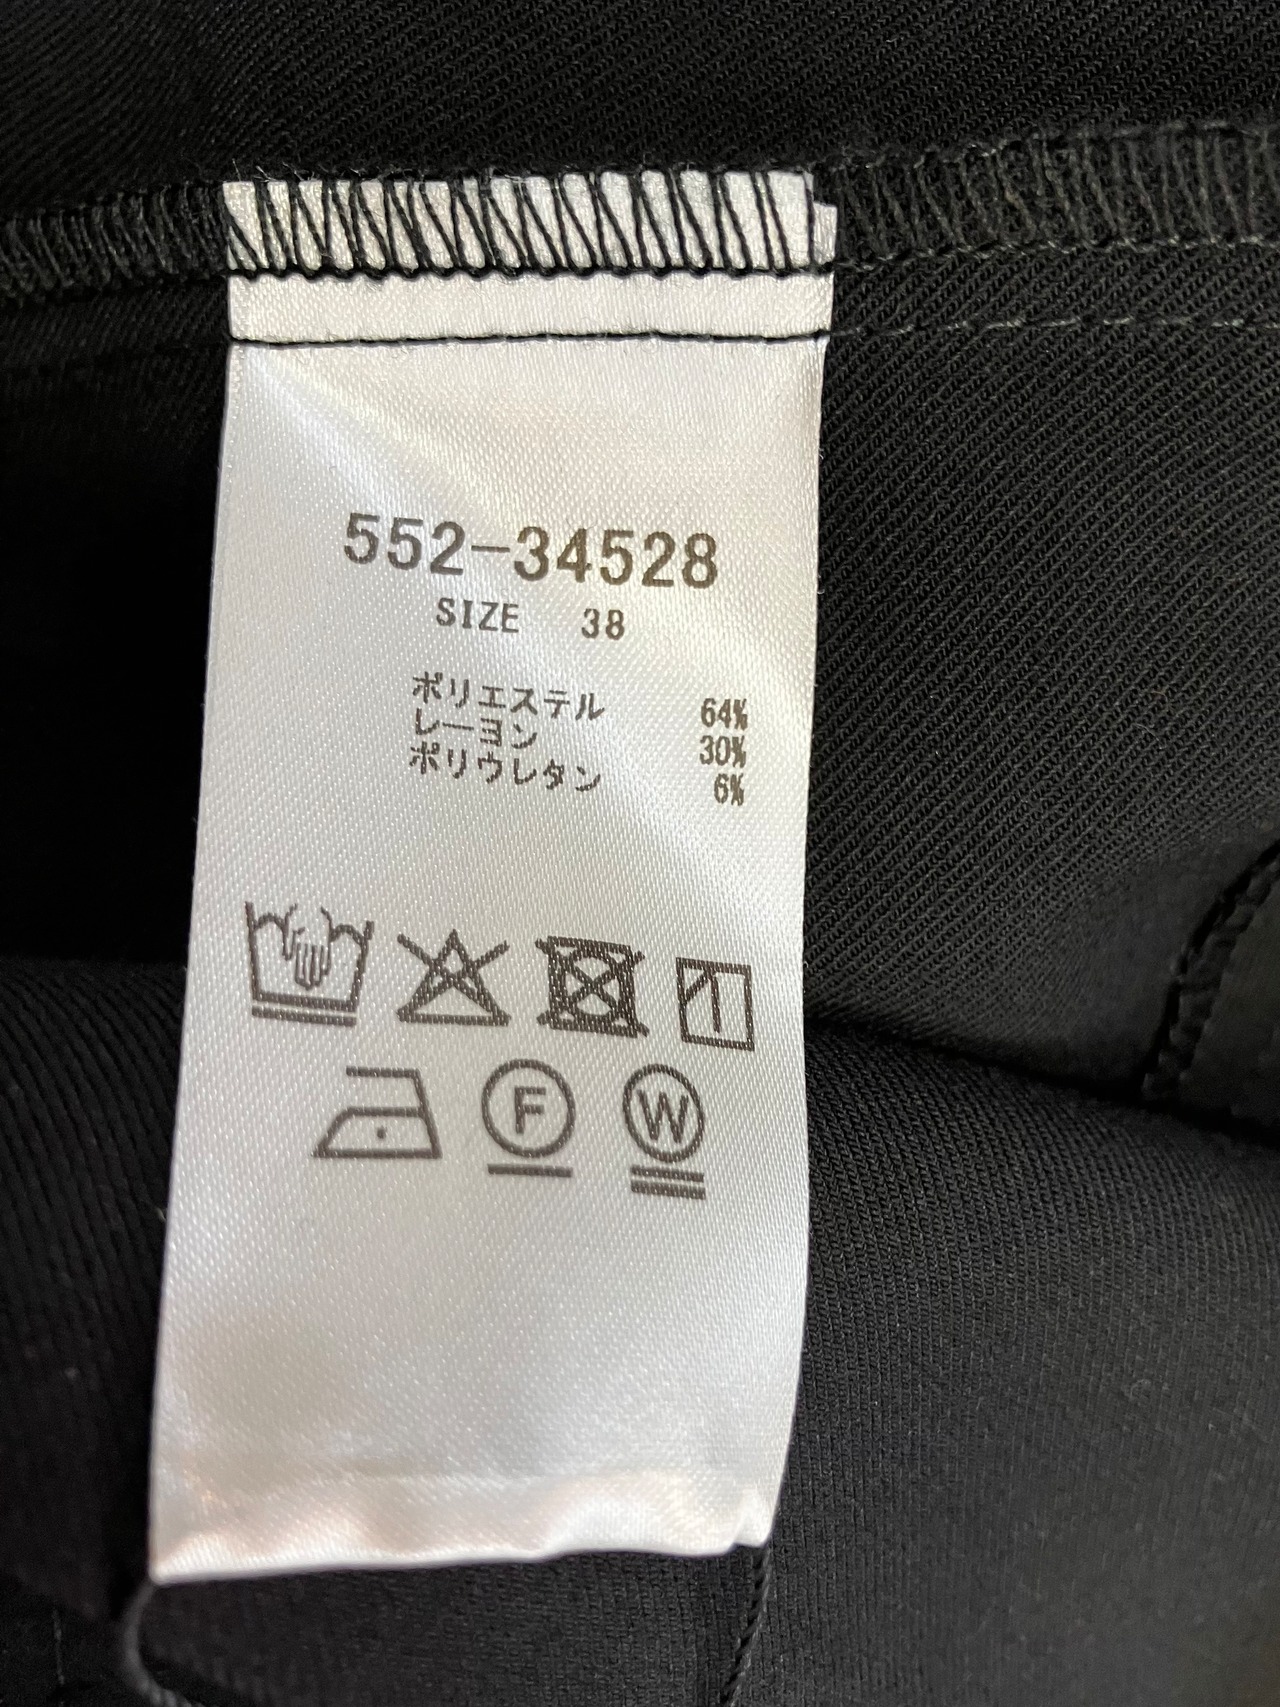 552-34528
SIZE 38
ポリエステル 64%
レーヨン 30%
ポリウレタン 6%
F W